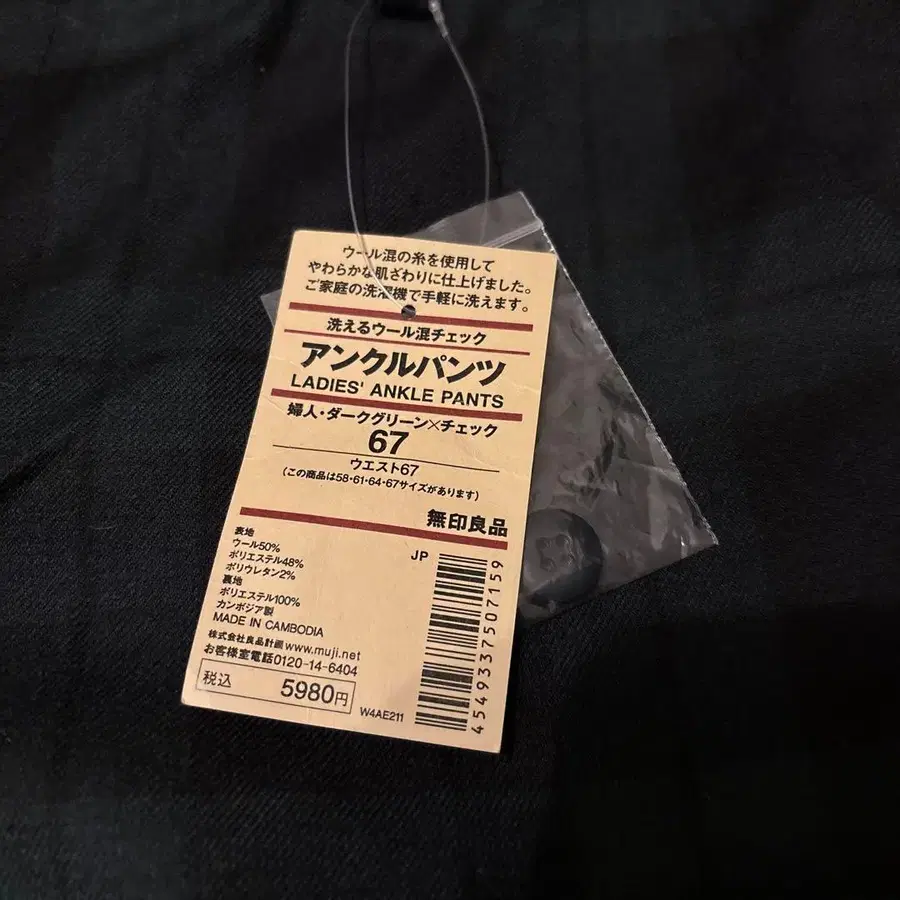 ウール混の糸を使用して
やわらかな肌ざわりに仕上げました。
ご家庭の洗濯機で手軽に洗えます。
洗えるウール混チェック
アンクルパンツ
LADIES' ANKLE PANTS
婦人・ダークグリーン×チェック
67
ウエスト67
(この商品は58・61・64・67サイズがあります)
無印良品
JP
表地
ウール50%
ポリエステル48%
ポリウレタン2%
裏地
ポリエステル100%
カンボジア製
MADE IN CAMBODIA
株式会社良品計画 www.muji.net
お客様室電話0120-14-6404
税込 5980円
W4AE211
4549337507159